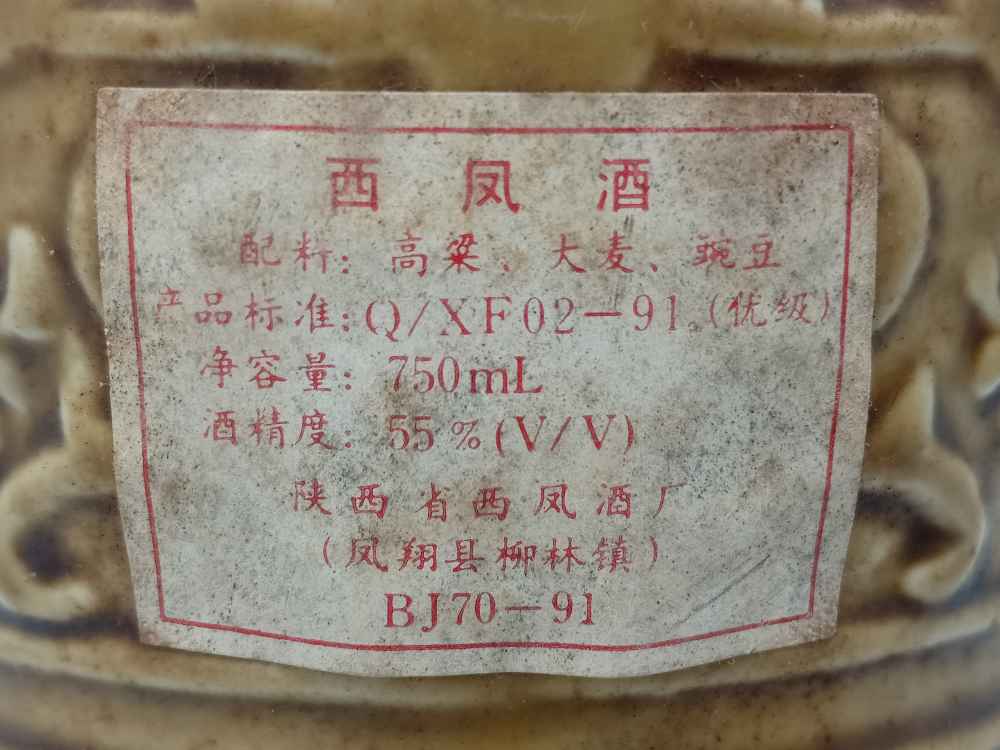 西凤酒
配料：高粱、大麦、豌豆
产品标准：Q/XF02－91（优级）
净容量：750mL
酒精度：55%(V/V)
陕西省西凤酒厂
（凤翔县柳林镇）
BJ70－91